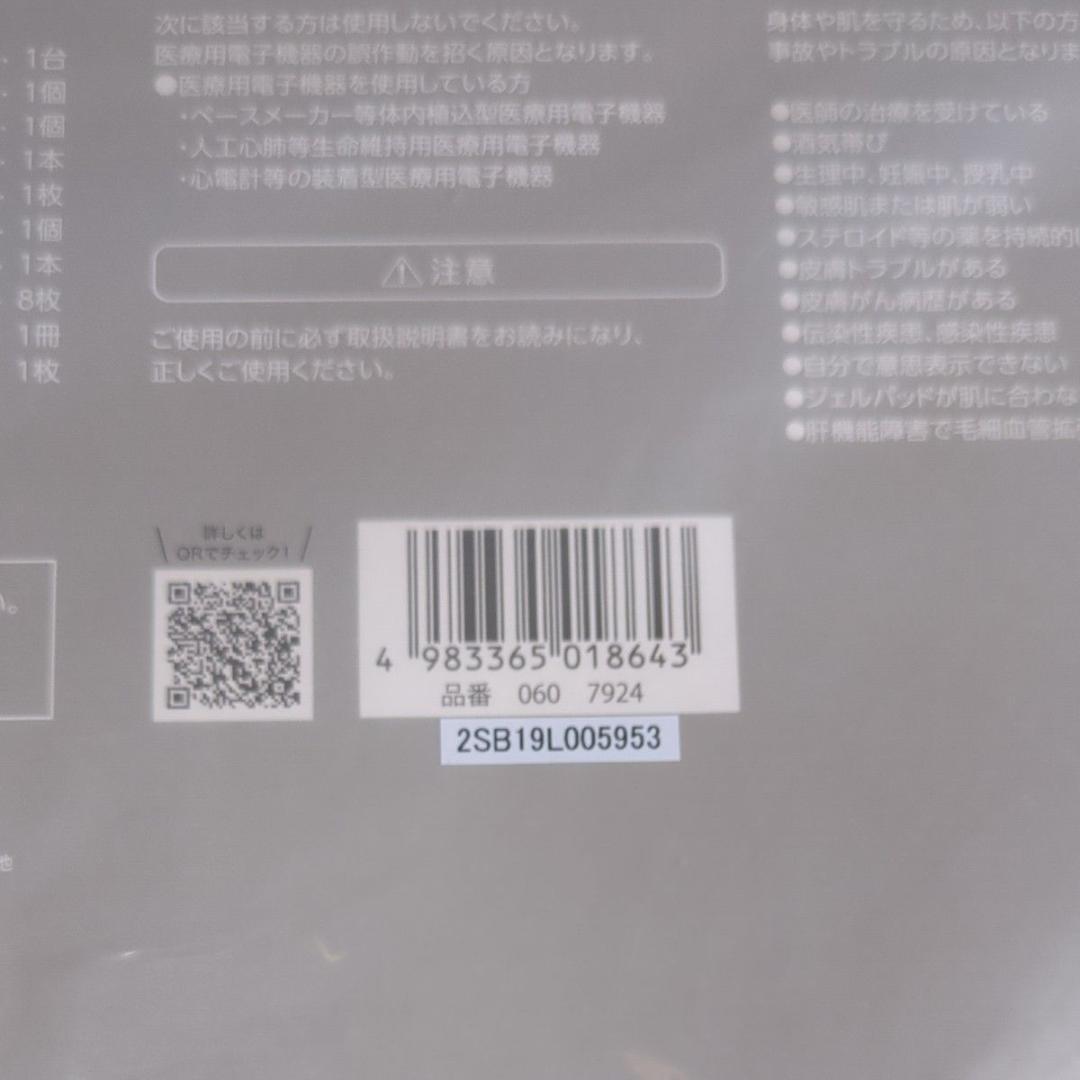 1台
1個
1個
1本
1枚
1個
1本
8枚
1冊
1枚
い。
他
次に該当する方は使用しないでください。
医療用電子機器の誤作動を招く原因となります。
●医療用電子機器を使用している方
・ペースメーカー等体内植込型医療用電子機器
・人工心肺等生命維持用医療用電子機器
・心電計等の装着型医療用電子機器
注意
ご使用の前に必ず取扱説明書をお読みになり、
正しくご使用ください。
詳しくは
QRでチェック!
4 983365 018643
品番 060 7924
2SB19L005953
身体や肌を守るため、以下の方
事故やトラブルの原因となりま
●医師の治療を受けている
●酒気帯び
●生理中、妊娠中、授乳中
●敏感肌または肌が弱い
●ステロイド等の薬を持続的に
●皮膚トラブルがある
●皮膚がん病歴がある
●伝染性疾患、感染性疾患
●自分で意思表示できない
●ジェルパッドが肌に合わな
●肝機能障害で毛細血管拡